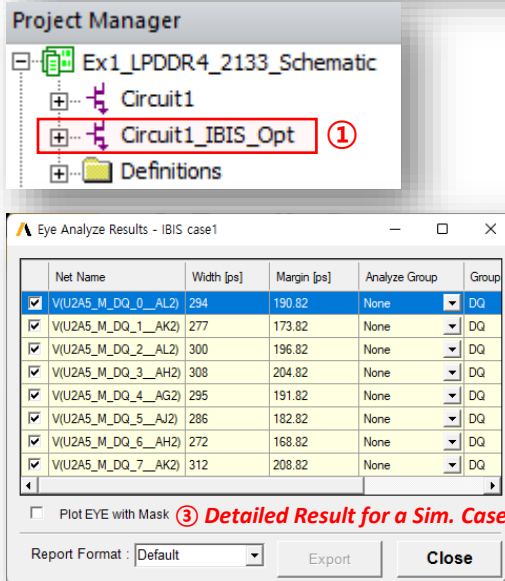 Project Manager
Ex1_LPDDR4_2133_Schematic
Circuit1
Circuit1_IBIS_Opt ①
Definitions
Eye Analyze Results - IBIS case1
Net Name Width [ps] Margin [ps] Analyze Group Group
V(U2A5_M_DQ_0__AL2) 294 190.82 None DQ
V(U2A5_M_DQ_1__AK2) 277 173.82 None DQ
V(U2A5_M_DQ_2__AL2) 300 196.82 None DQ
V(U2A5_M_DQ_3__AH2) 308 204.82 None DQ
V(U2A5_M_DQ_4__AG2) 295 191.82 None DQ
V(U2A5_M_DQ_5__AJ2) 286 182.82 None DQ
V(U2A5_M_DQ_6__AH2) 272 168.82 None DQ
V(U2A5_M_DQ_7__AK2) 312 208.82 None DQ
Plot EYE with Mask ③ Detailed Result for a Sim. Case
Report Format : Default Export Close